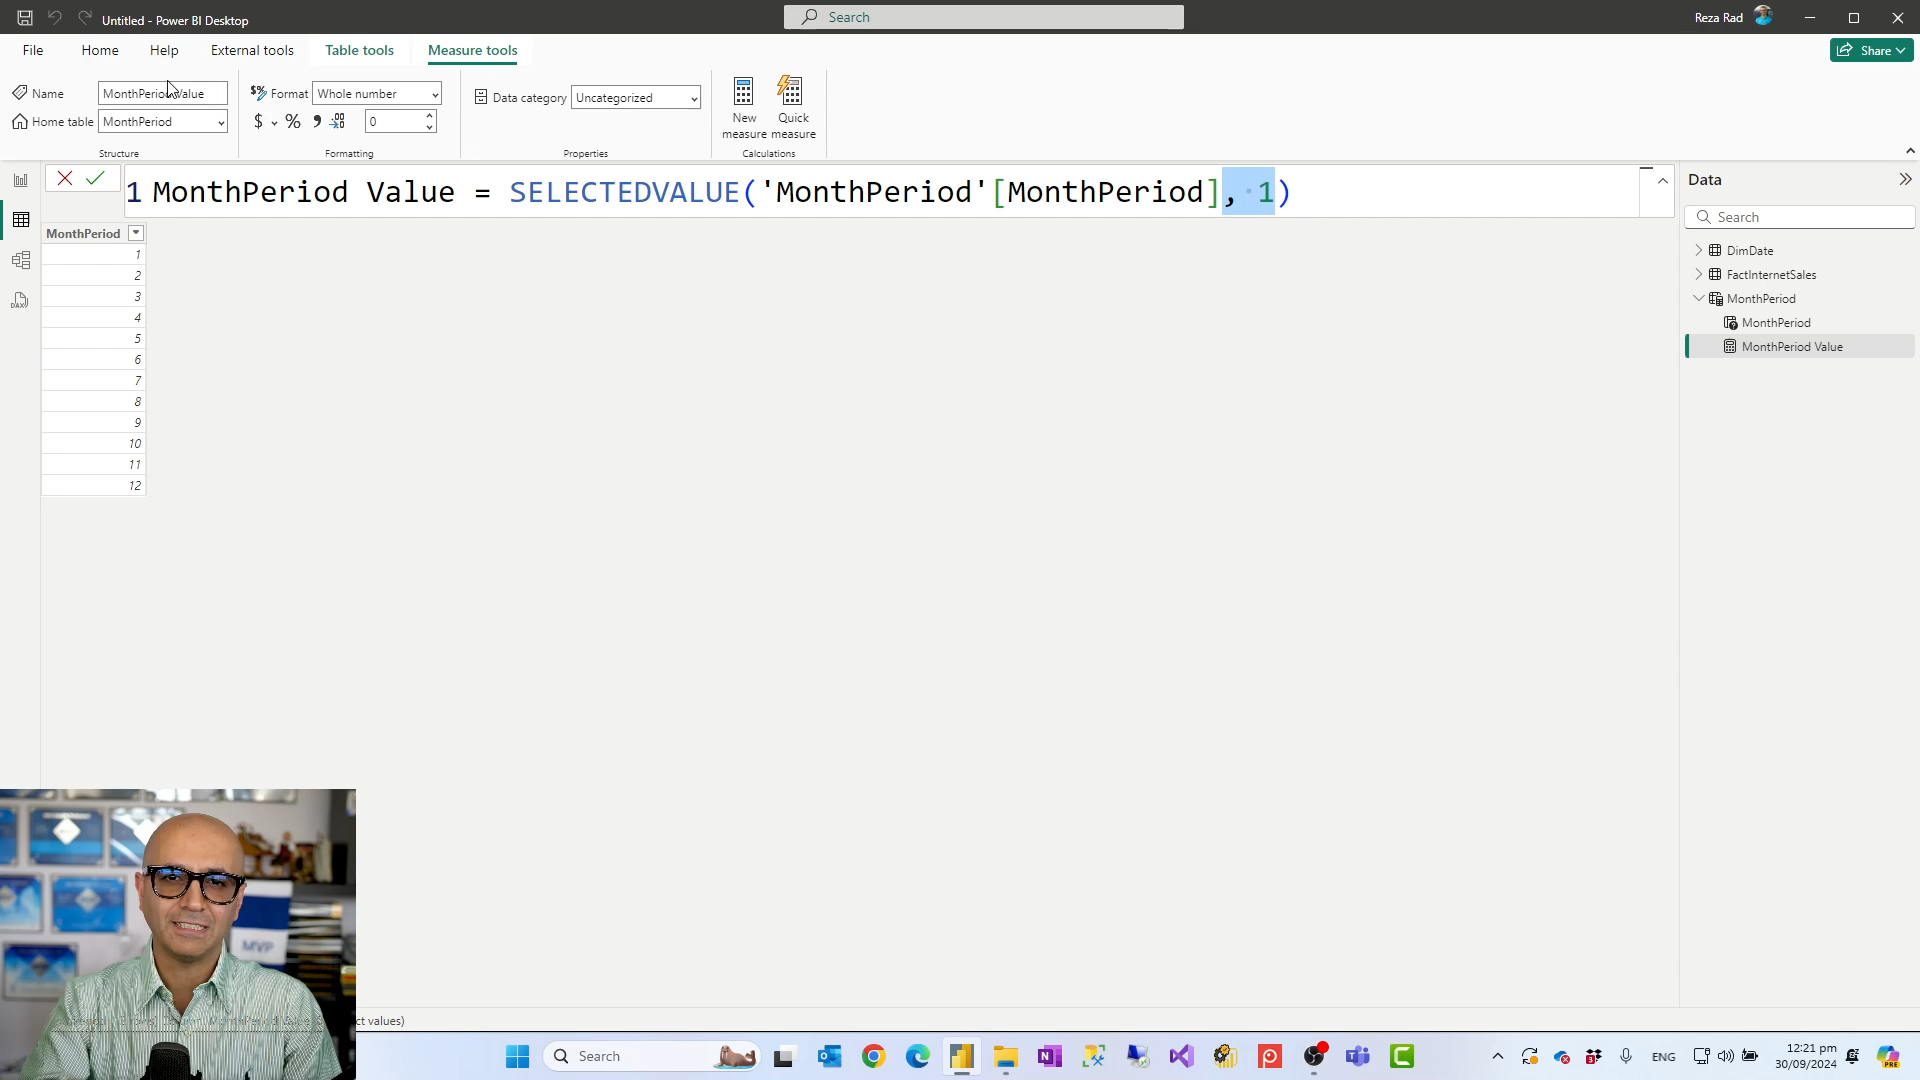 Untitled - Power BI Desktop
Search
Reza Rad
File
Home
Help
External tools
Table tools
Measure tools
Share
Name
MonthPeriod Value
Home table
MonthPeriod
Structure
Format
Whole number
$
%
0
Formatting
Data category
Uncategorized
Properties
New measure
Quick measure
Calculations
1 MonthPeriod Value = SELECTEDVALUE('MonthPeriod'[MonthPeriod], 1)
MonthPeriod
1
2
3
4
5
6
7
8
9
10
11
12
Data
Search
DimDate
FactInternetSales
MonthPeriod
MonthPeriod
MonthPeriod Value
MVP
ct values)
Search
ENG
12:21 pm
30/09/2024